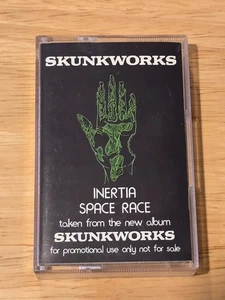 SKUNKWORKS
INERTIA
SPACE RACE
taken from the new album
SKUNKWORKS
for promotional use only not for sale